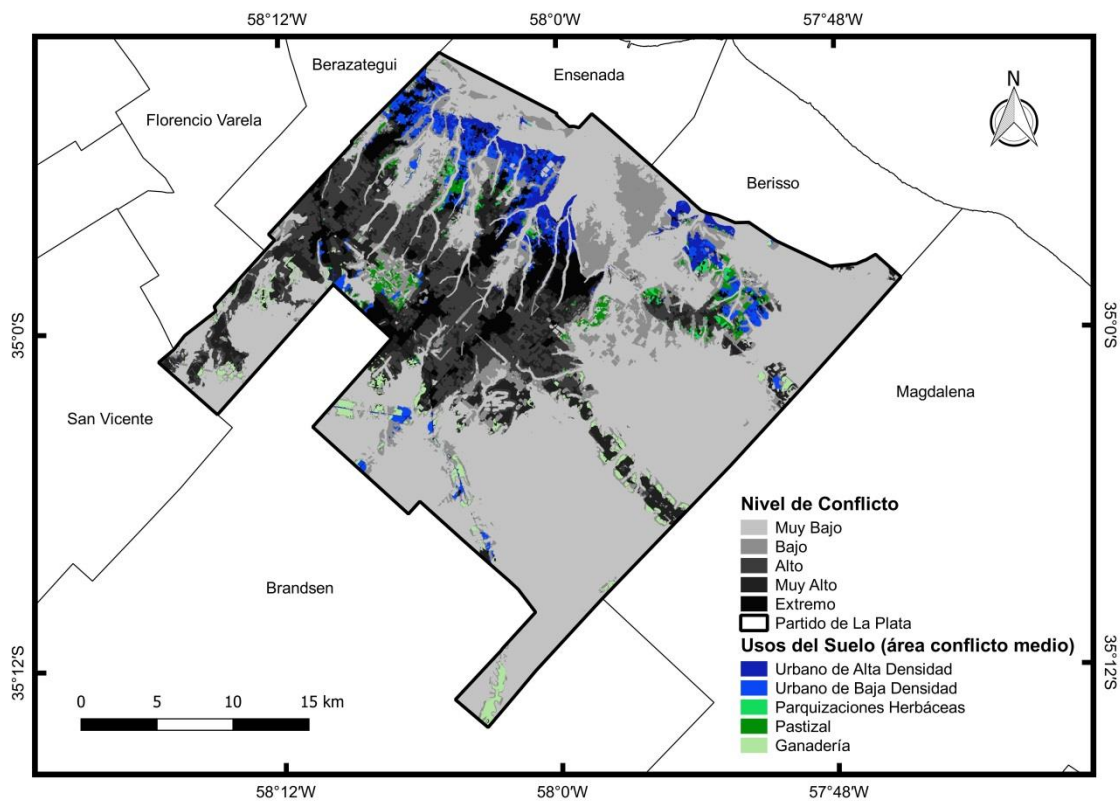 58°12'W
58°0'W
57°48'W
Berazategui
Ensenada
N
Florencio Varela
Berisso
35°0'S
35°0'S
San Vicente
Magdalena
Brandsen
Nivel de Conflicto
Muy Bajo
Bajo
Alto
Muy Alto
Extremo
Partido de La Plata
Usos del Suelo (área conflicto medio)
Urbano de Alta Densidad
Urbano de Baja Densidad
Parquizaciones Herbáceas
Pastizal
Ganadería
35°12'S
35°12'S
0 5 10 15 km
58°12'W
58°0'W
57°48'W